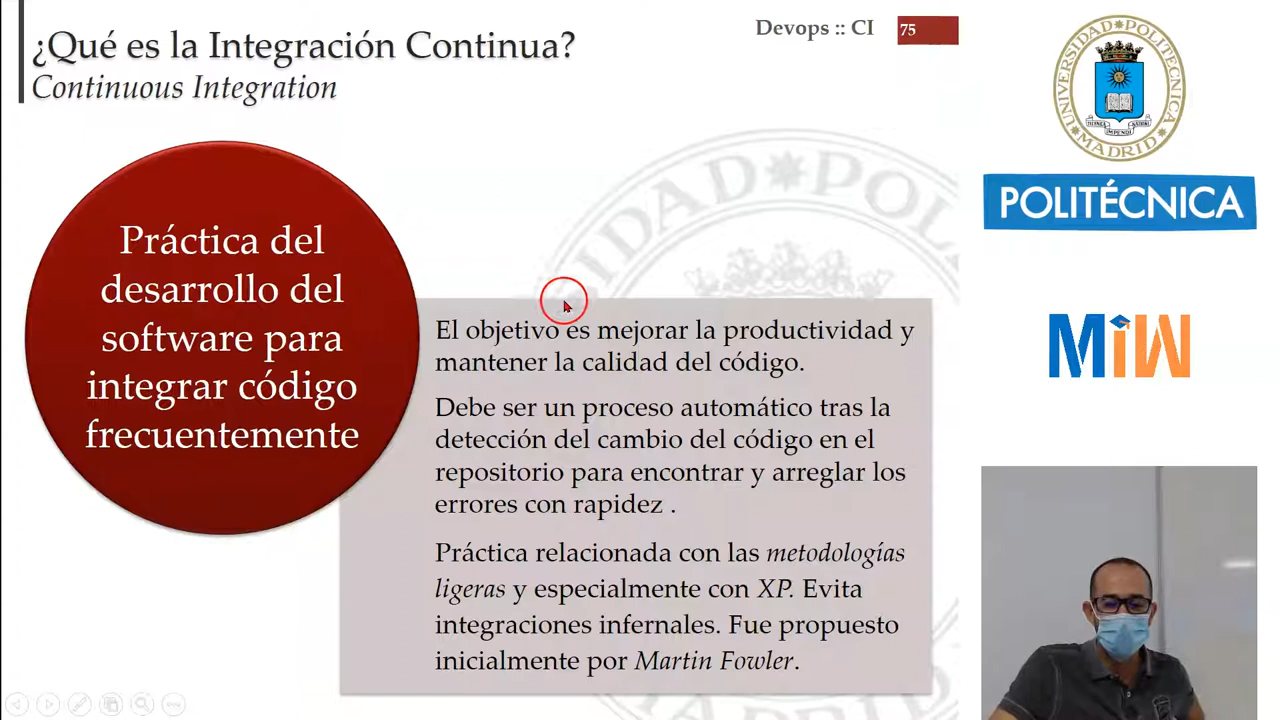 ¿Qué es la Integración Continua?
Continuous Integration
Devops :: CI
75
Práctica del
desarrollo del
software para
integrar código
frecuentemente
El objetivo es mejorar la productividad y
mantener la calidad del código.
Debe ser un proceso automático tras la
detección del cambio del código en el
repositorio para encontrar y arreglar los
errores con rapidez .
Práctica relacionada con las metodologías
ligeras y especialmente con XP. Evita
integraciones infernales. Fue propuesto
inicialmente por Martin Fowler.
UNIVERSIDAD POLITÉCNICA
MADRID
POLITÉCNICA
MiW